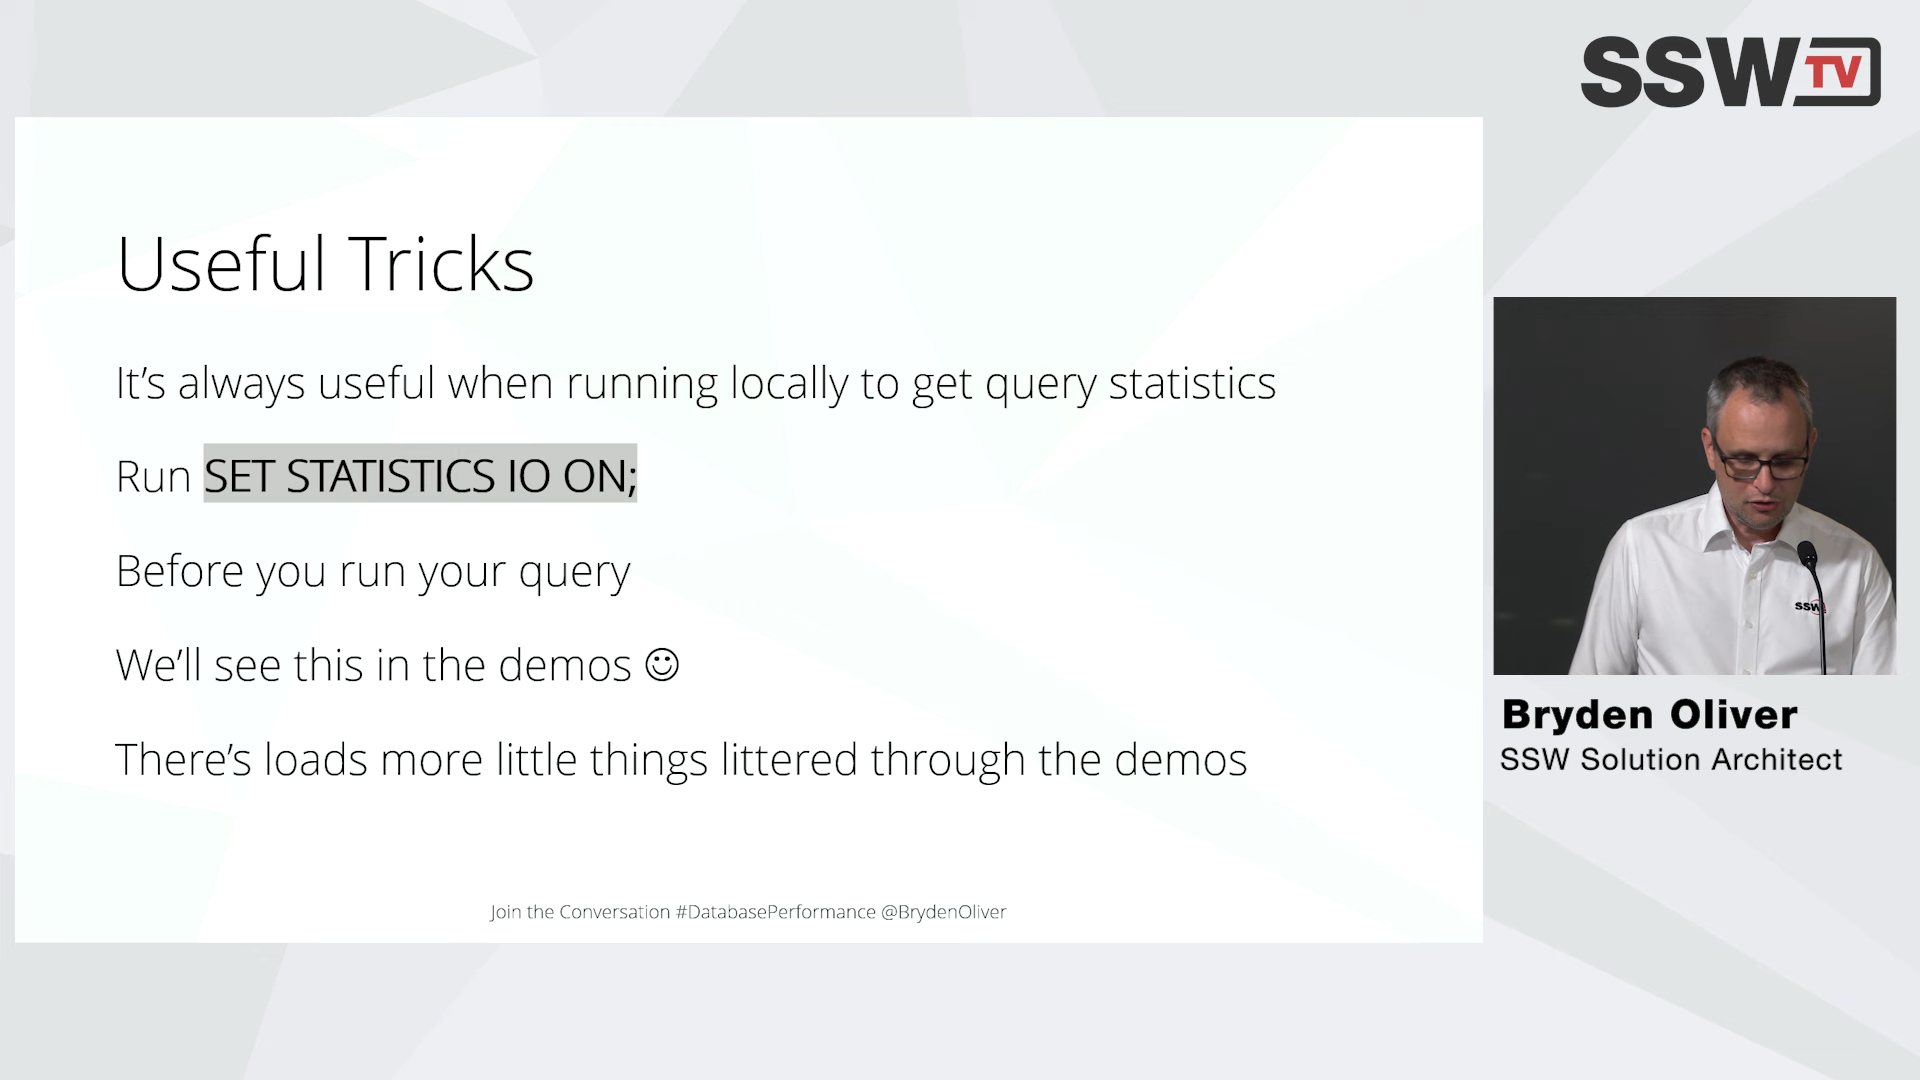 SSW TV
Useful Tricks
It’s always useful when running locally to get query statistics
Run SET STATISTICS IO ON;
Before you run your query
We’ll see this in the demos ☺
There’s loads more little things littered through the demos
Join the Conversation #DatabasePerformance @BrydenOliver
SSW
Bryden Oliver
SSW Solution Architect